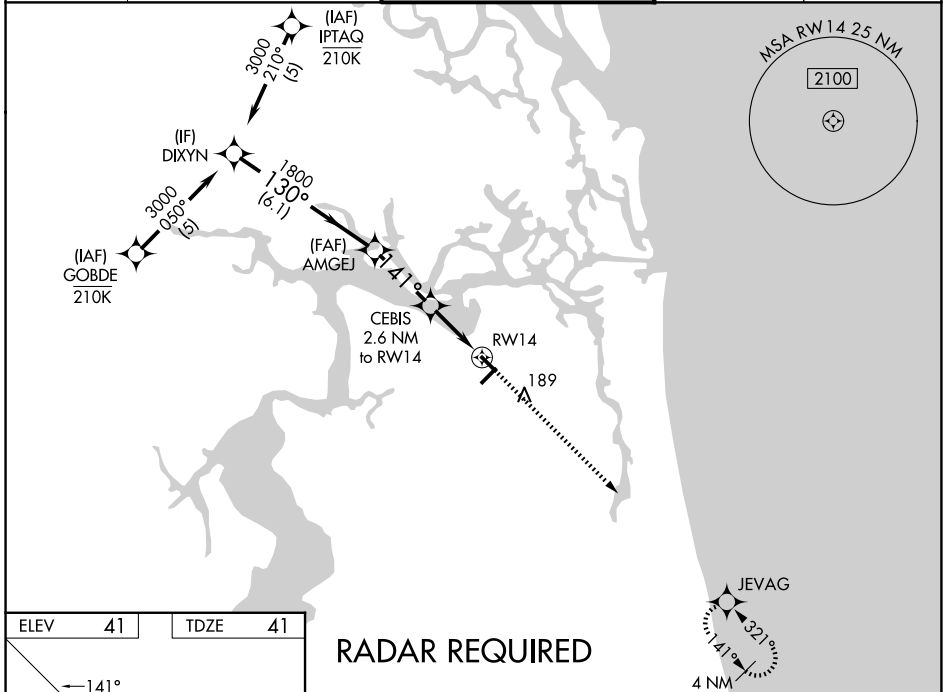 (IAF)
IPTAQ
210K
3000
210°
(5)
MSA RW14 25 NM
2100
(IF)
DIXYN
1800
130°
(6.1)
3000
050°
(5)
(IAF)
GOBDE
210K
(FAF)
AMGEJ
141°
CEBIS
2.6 NM
to RW14
RW14
189
JEVAG
321°
141°
4 NM
ELEV 41
TDZE 41
RADAR REQUIRED
141°